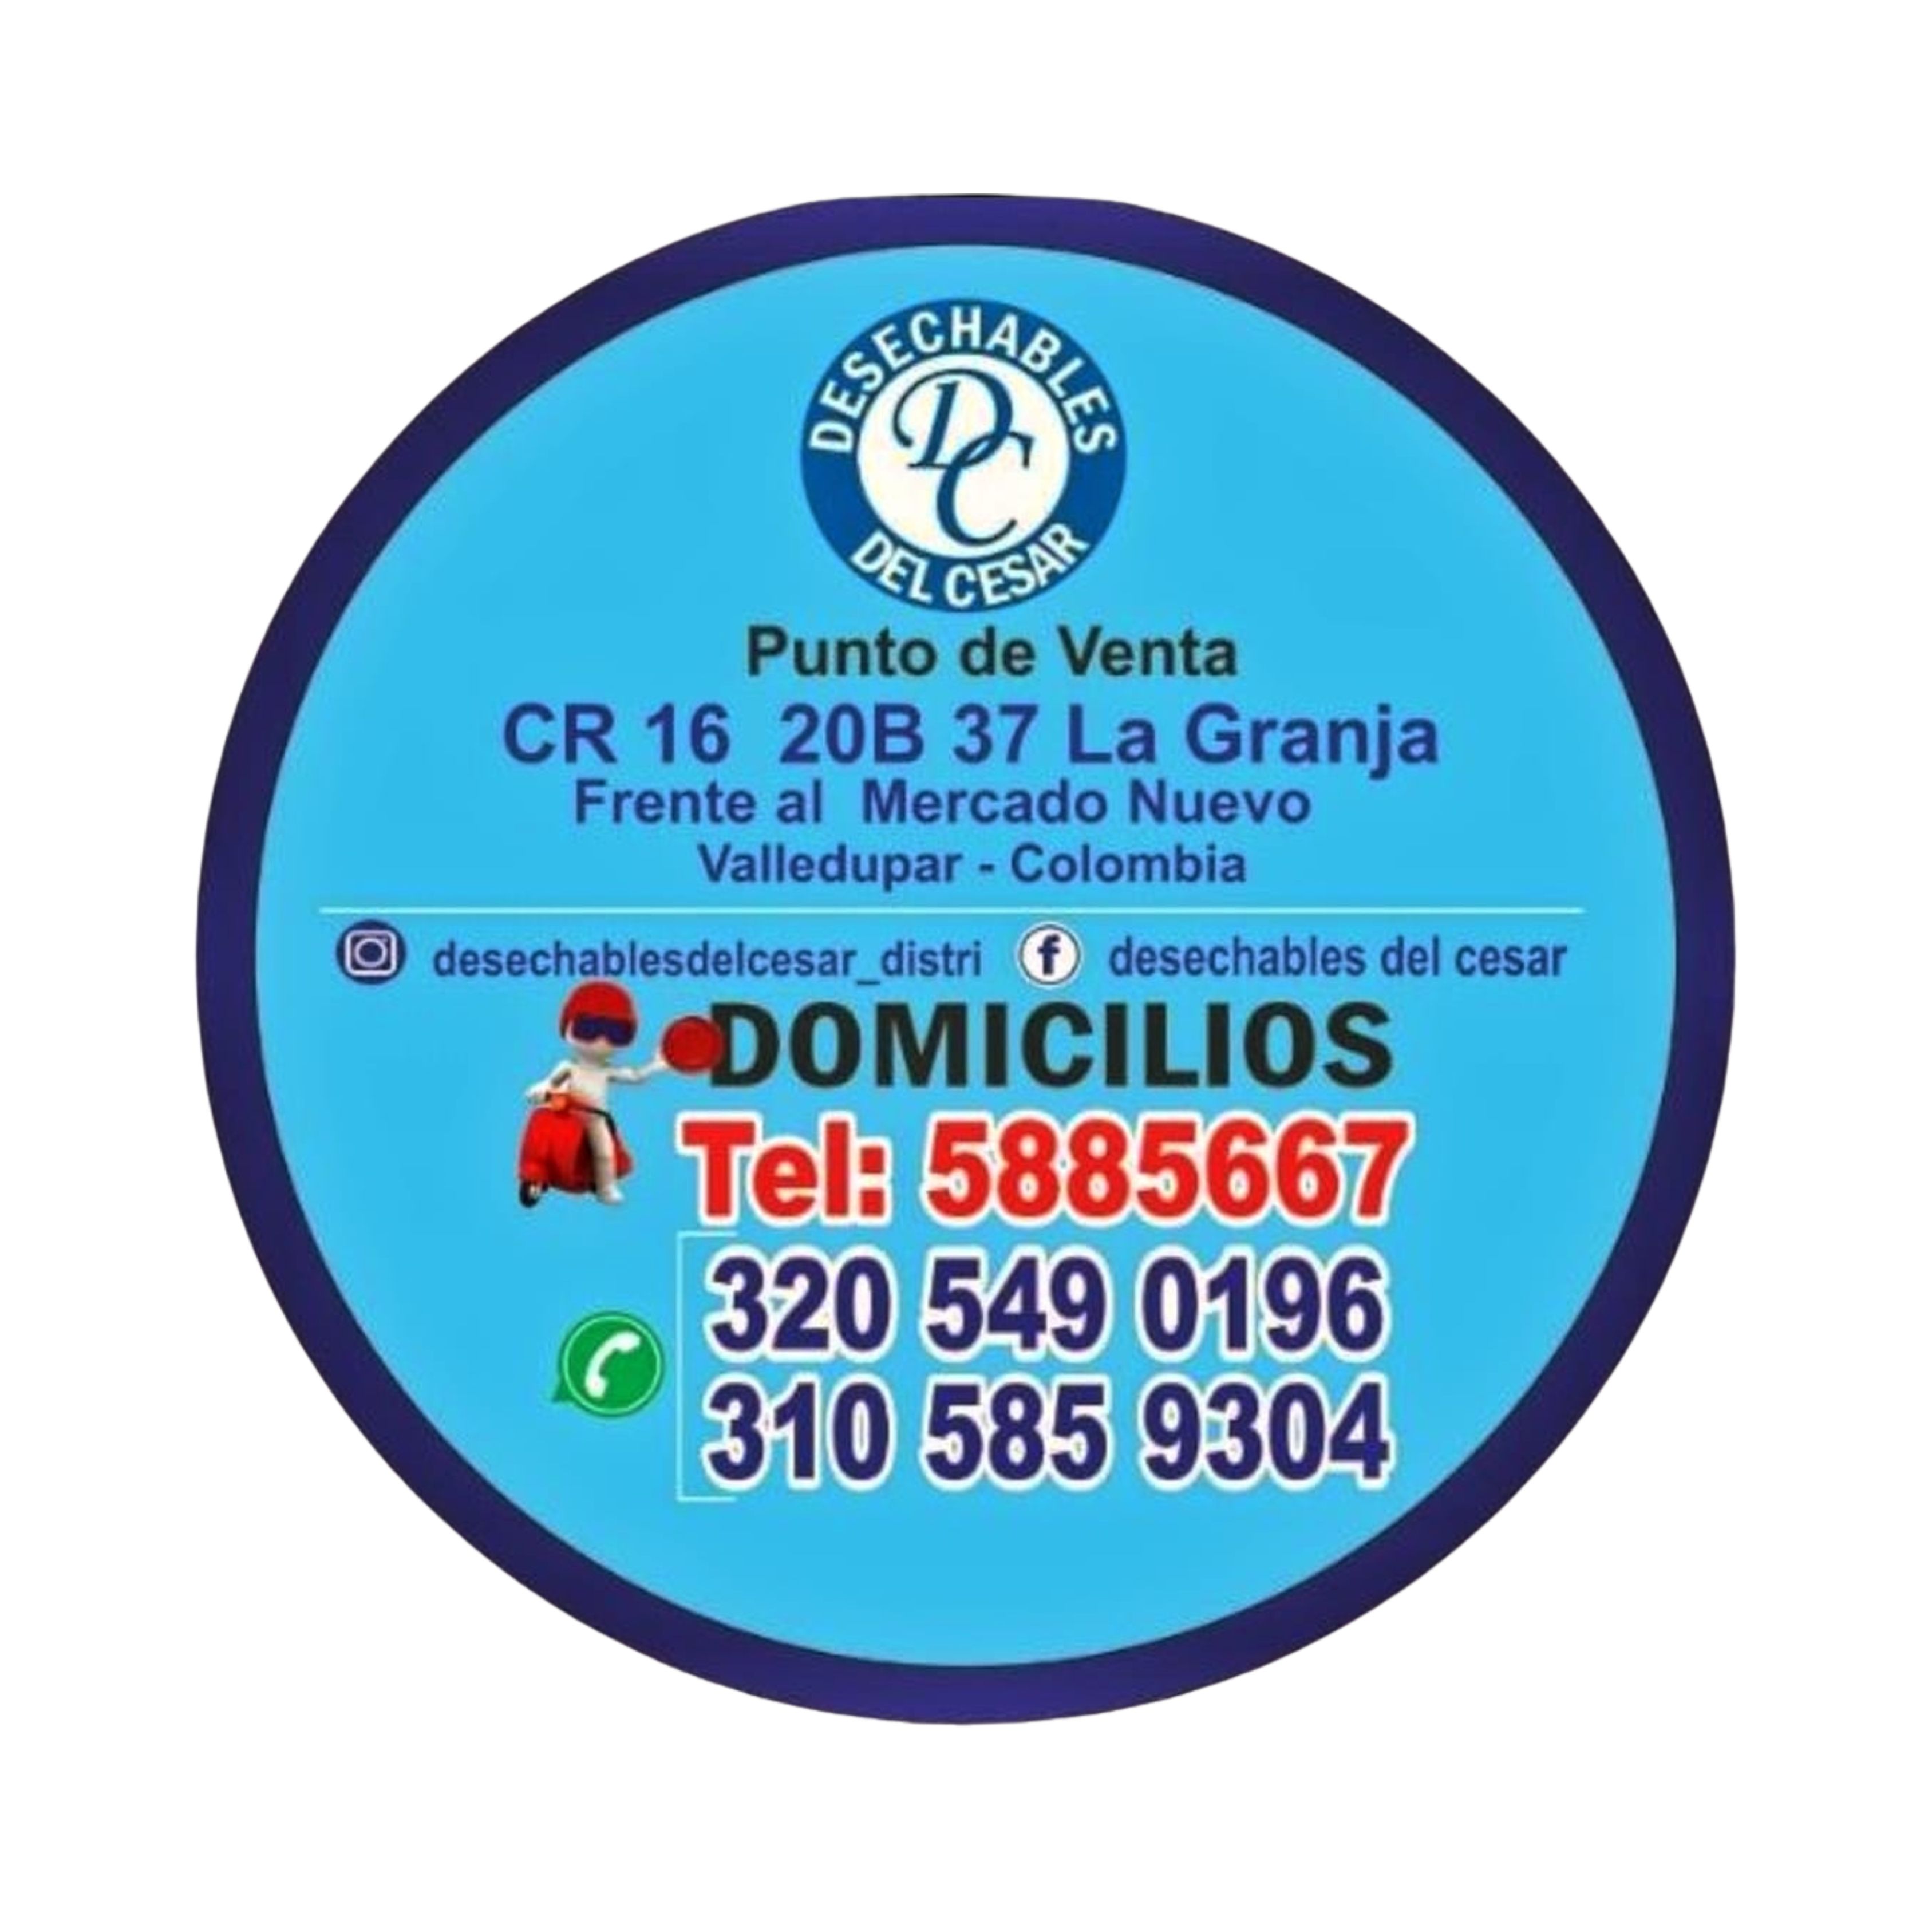 DESECHABLES
DC
DEL CESAR
Punto de Venta
CR 16 20B 37 La Granja
Frente al Mercado Nuevo
Valledupar - Colombia
desechablesdelcesar_distri f desechables del cesar
DOMICILIOS
Tel: 5885667
320 549 0196
310 585 9304